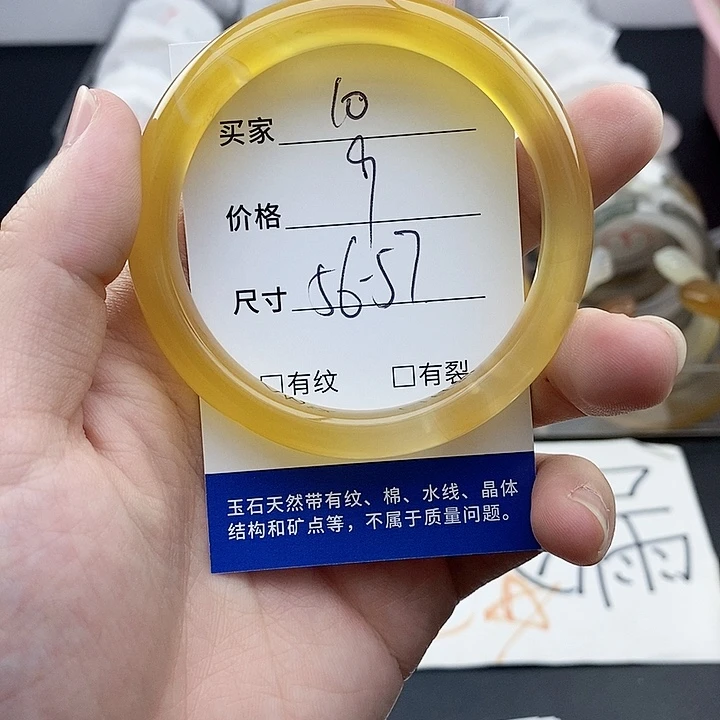 买家 10
价格
尺寸 56-57
□有纹 □有裂
玉石天然带有纹、棉、水线、晶体
结构和矿点等，不属于质量问题。
雨